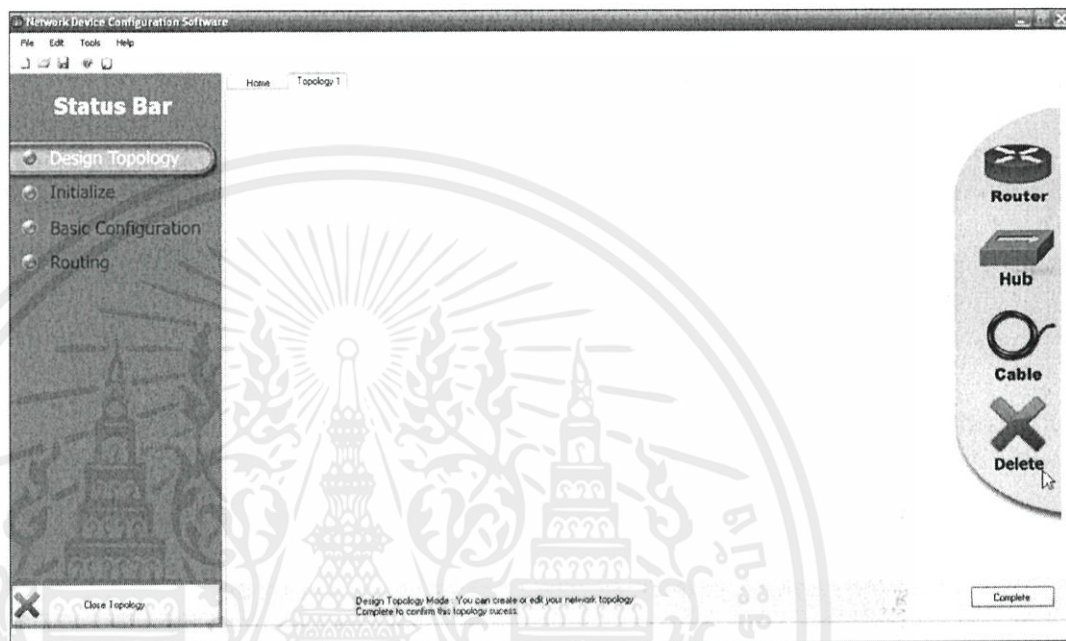 Network Device Configuration Software
File Edit Tools Help
Home Topology 1
Status Bar
Design Topology
Initialize
Basic Configuration
Routing
Router
Hub
Cable
Delete
Close Topology
Design Topology Mode : You can create or edit your network topology
Complete to confirm this topology sucess
Complete